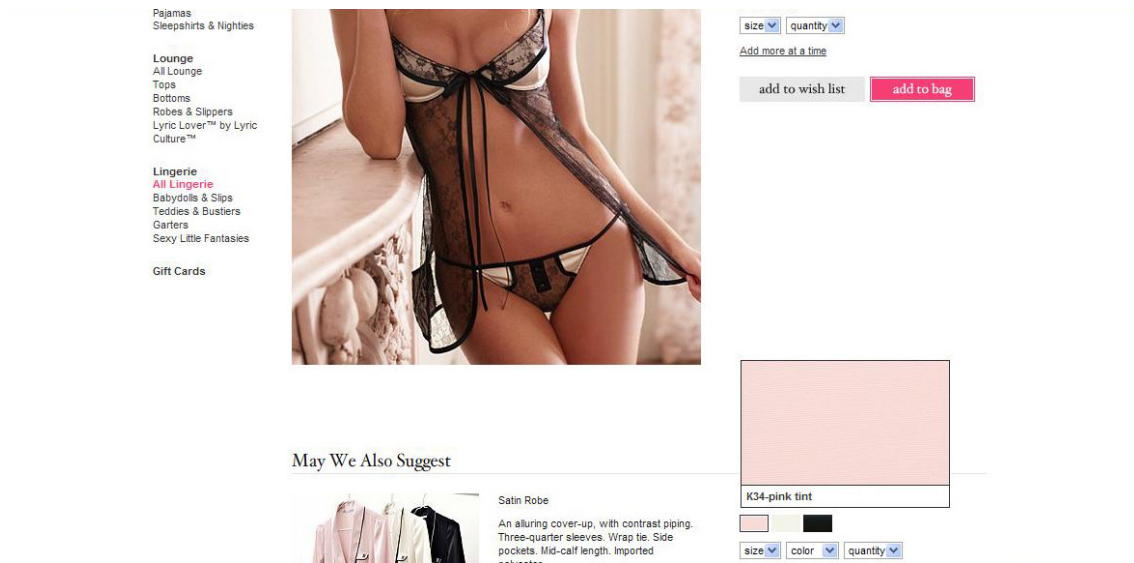 Pajamas
Sleepshirts & Nighties
Lounge
All Lounge
Tops
Bottoms
Robes & Slippers
Lyric Lover™ by Lyric
Culture™
Lingerie
All Lingerie
Babydolls & Slips
Teddies & Bustiers
Garters
Sexy Little Fantasies
Gift Cards
size quantity
Add more at a time
add to wish list add to bag
May We Also Suggest
Satin Robe
An alluring cover-up, with contrast piping.
Three-quarter sleeves. Wrap tie. Side
pockets. Mid-calf length. Imported
K34-pink tint
size color quantity